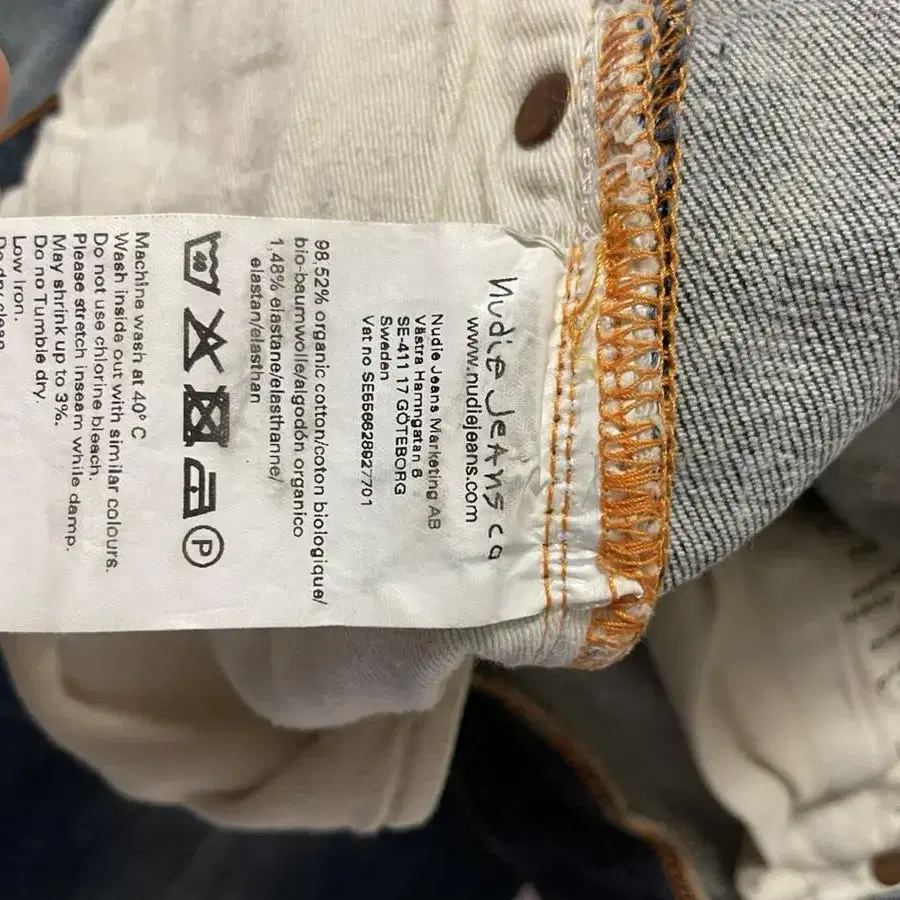 Nudie Jeans co
www.nudiejeans.com
Nudie Jeans Marketing AB
Västra Hamngatan 6
SE-411 17 GÖTEBORG
Sweden
Vat no SE556628927701
98,52% organic cotton/coton biologique/
bio-baumwolle/algodón organico
1,48% elastane/elasthanne/
elastan/elasthan
40
P
Machine wash at 40° C
Wash inside out with similar colours.
Do not use chlorine bleach.
Please stretch inseam while damp.
May shrink up to 3%.
Do no Tumble dry.
Low iron.